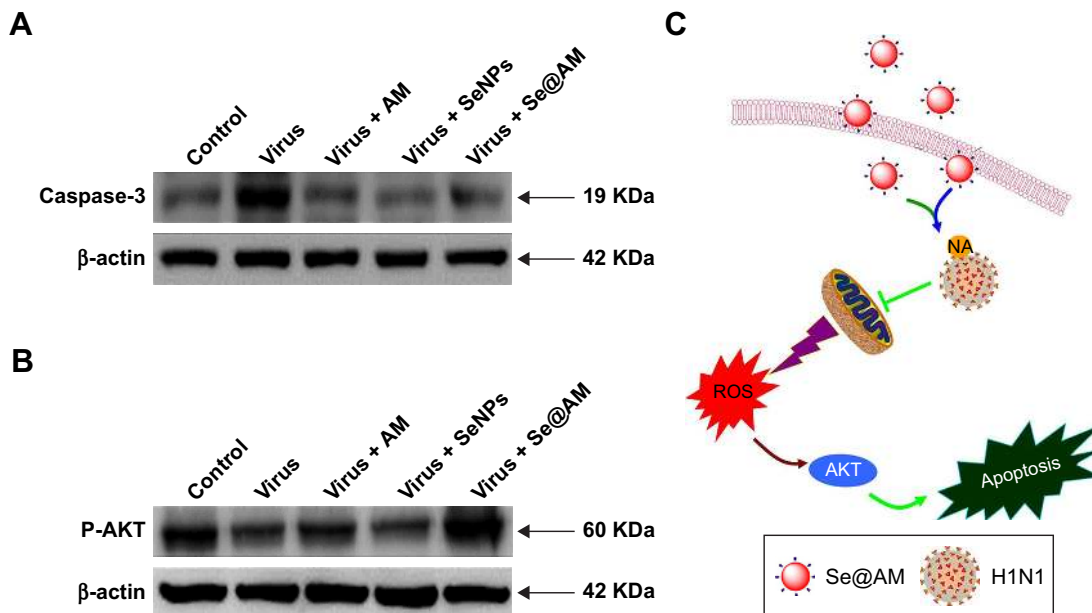 A
Control
Virus
Virus + AM
Virus + SeNPs
Virus + Se@AM
Caspase-3
19 KDa
β-actin
42 KDa
B
Control
Virus
Virus + AM
Virus + SeNPs
Virus + Se@AM
P-AKT
60 KDa
β-actin
42 KDa
C
NA
ROS
AKT
Apoptosis
Se@AM
H1N1